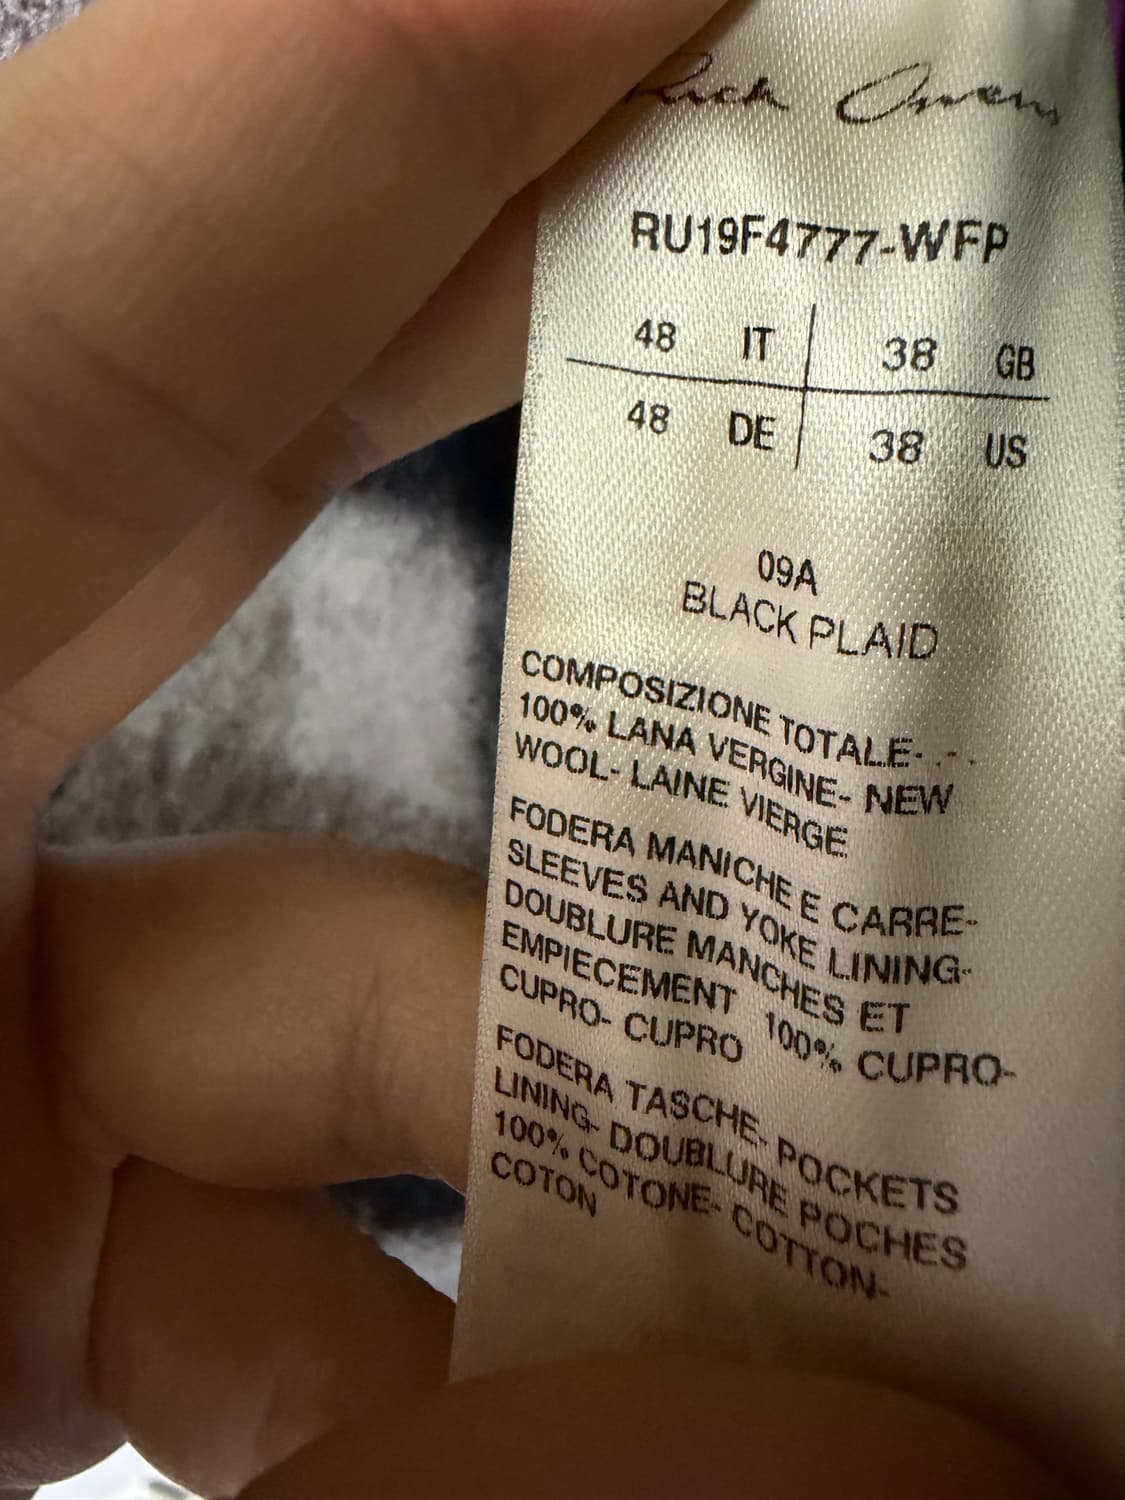 Rick Owens
RU19F4777-WFP
48 IT 38 GB
48 DE 38 US
09A
BLACK PLAID
COMPOSIZIONE TOTALE- .-.
100% LANA VERGINE- NEW
WOOL- LAINE VIERGE
FODERA MANICHE E CARRE-
SLEEVES AND YOKE LINING-
DOUBLURE MANCHES ET
EMPIECEMENT 100% CUPRO-
CUPRO- CUPRO
FODERA TASCHE- POCKETS
LINING- DOUBLURE POCHES
100% COTONE- COTTON-
COTON